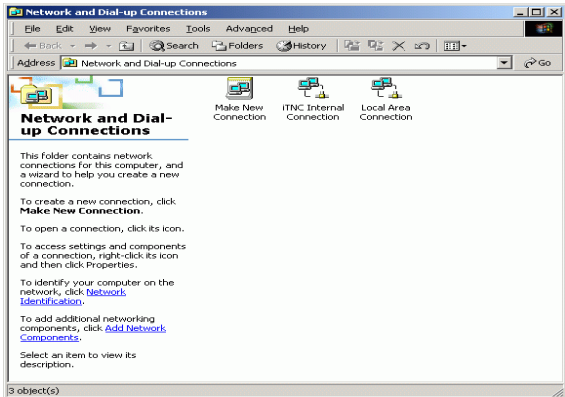 Network and Dial-up Connections
File Edit View Favorites Tools Advanced Help
Back Search Folders History
Address Network and Dial-up Connections Go
Network and Dial-
up Connections
This folder contains network
connections for this computer, and
a wizard to help you create a new
connection.
To create a new connection, click
Make New Connection.
To open a connection, click its icon.
To access settings and components
of a connection, right-click its icon
and then click Properties.
To identify your computer on the
network, click Network
Identification.
To add additional networking
components, click Add Network
Components.
Select an item to view its
description.
Make New
Connection
iTNC Internal
Connection
Local Area
Connection
3 object(s)